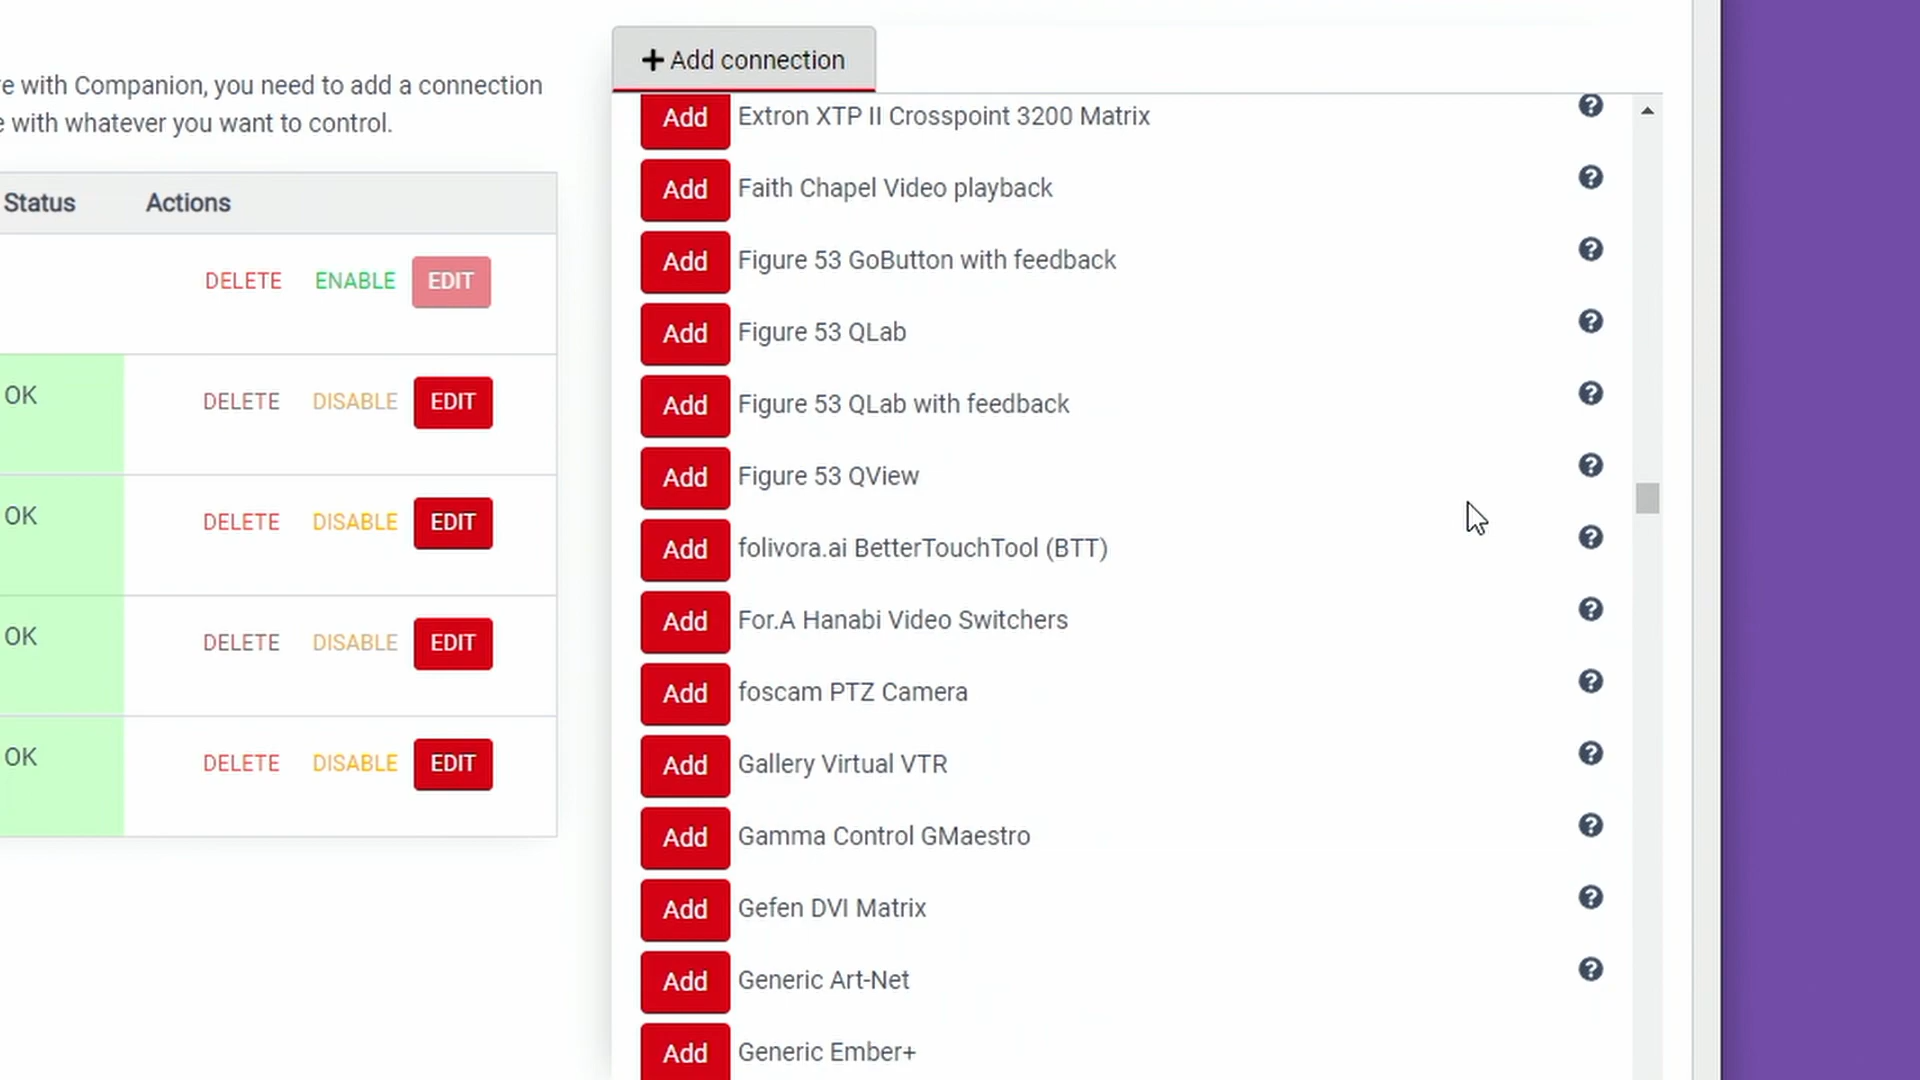 e with Companion, you need to add a connection
e with whatever you want to control.
Status Actions
DELETE ENABLE EDIT
OK DELETE DISABLE EDIT
OK DELETE DISABLE EDIT
OK DELETE DISABLE EDIT
OK DELETE DISABLE EDIT
+ Add connection
Add Extron XTP II Crosspoint 3200 Matrix
Add Faith Chapel Video playback
Add Figure 53 GoButton with feedback
Add Figure 53 QLab
Add Figure 53 QLab with feedback
Add Figure 53 QView
Add folivora.ai BetterTouchTool (BTT)
Add For.A Hanabi Video Switchers
Add foscam PTZ Camera
Add Gallery Virtual VTR
Add Gamma Control GMaestro
Add Gefen DVI Matrix
Add Generic Art-Net
Add Generic Ember+